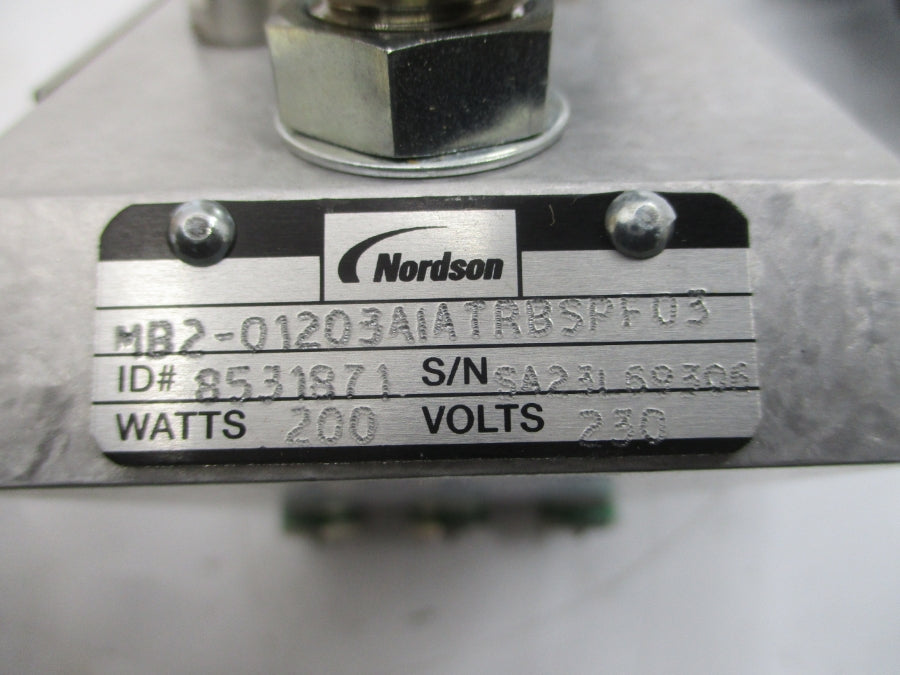 Nordson
MB2-01203A1ATRBSPF03
ID# 8531871 S/N SA23L69306
WATTS 200 VOLTS 230